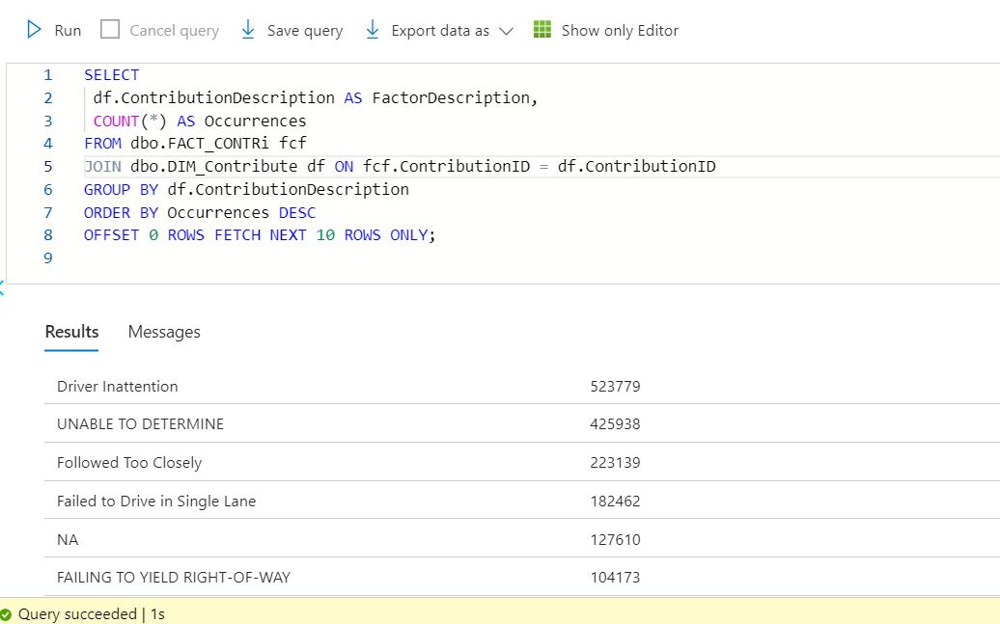 Run Cancel query Save query Export data as Show only Editor
1 SELECT
2 df.ContributionDescription AS FactorDescription,
3 COUNT(*) AS Occurrences
4 FROM dbo.FACT_CONTRi fcf
5 JOIN dbo.DIM_Contribute df ON fcf.ContributionID = df.ContributionID
6 GROUP BY df.ContributionDescription
7 ORDER BY Occurrences DESC
8 OFFSET 0 ROWS FETCH NEXT 10 ROWS ONLY;
9
Results Messages
Driver Inattention 523779
UNABLE TO DETERMINE 425938
Followed Too Closely 223139
Failed to Drive in Single Lane 182462
NA 127610
FAILING TO YIELD RIGHT-OF-WAY 104173
Query succeeded | 1s